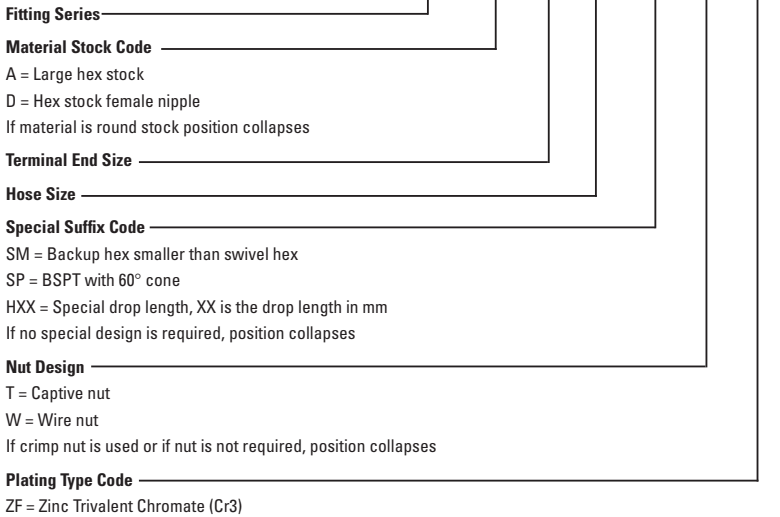 Fitting Series
Material Stock Code
A = Large hex stock
D = Hex stock female nipple
If material is round stock position collapses
Terminal End Size
Hose Size
Special Suffix Code
SM = Backup hex smaller than swivel hex
SP = BSPT with 60° cone
HXX = Special drop length, XX is the drop length in mm
If no special design is required, position collapses
Nut Design
T = Captive nut
W = Wire nut
If crimp nut is used or if nut is not required, position collapses
Plating Type Code
ZF = Zinc Trivalent Chromate (Cr3)